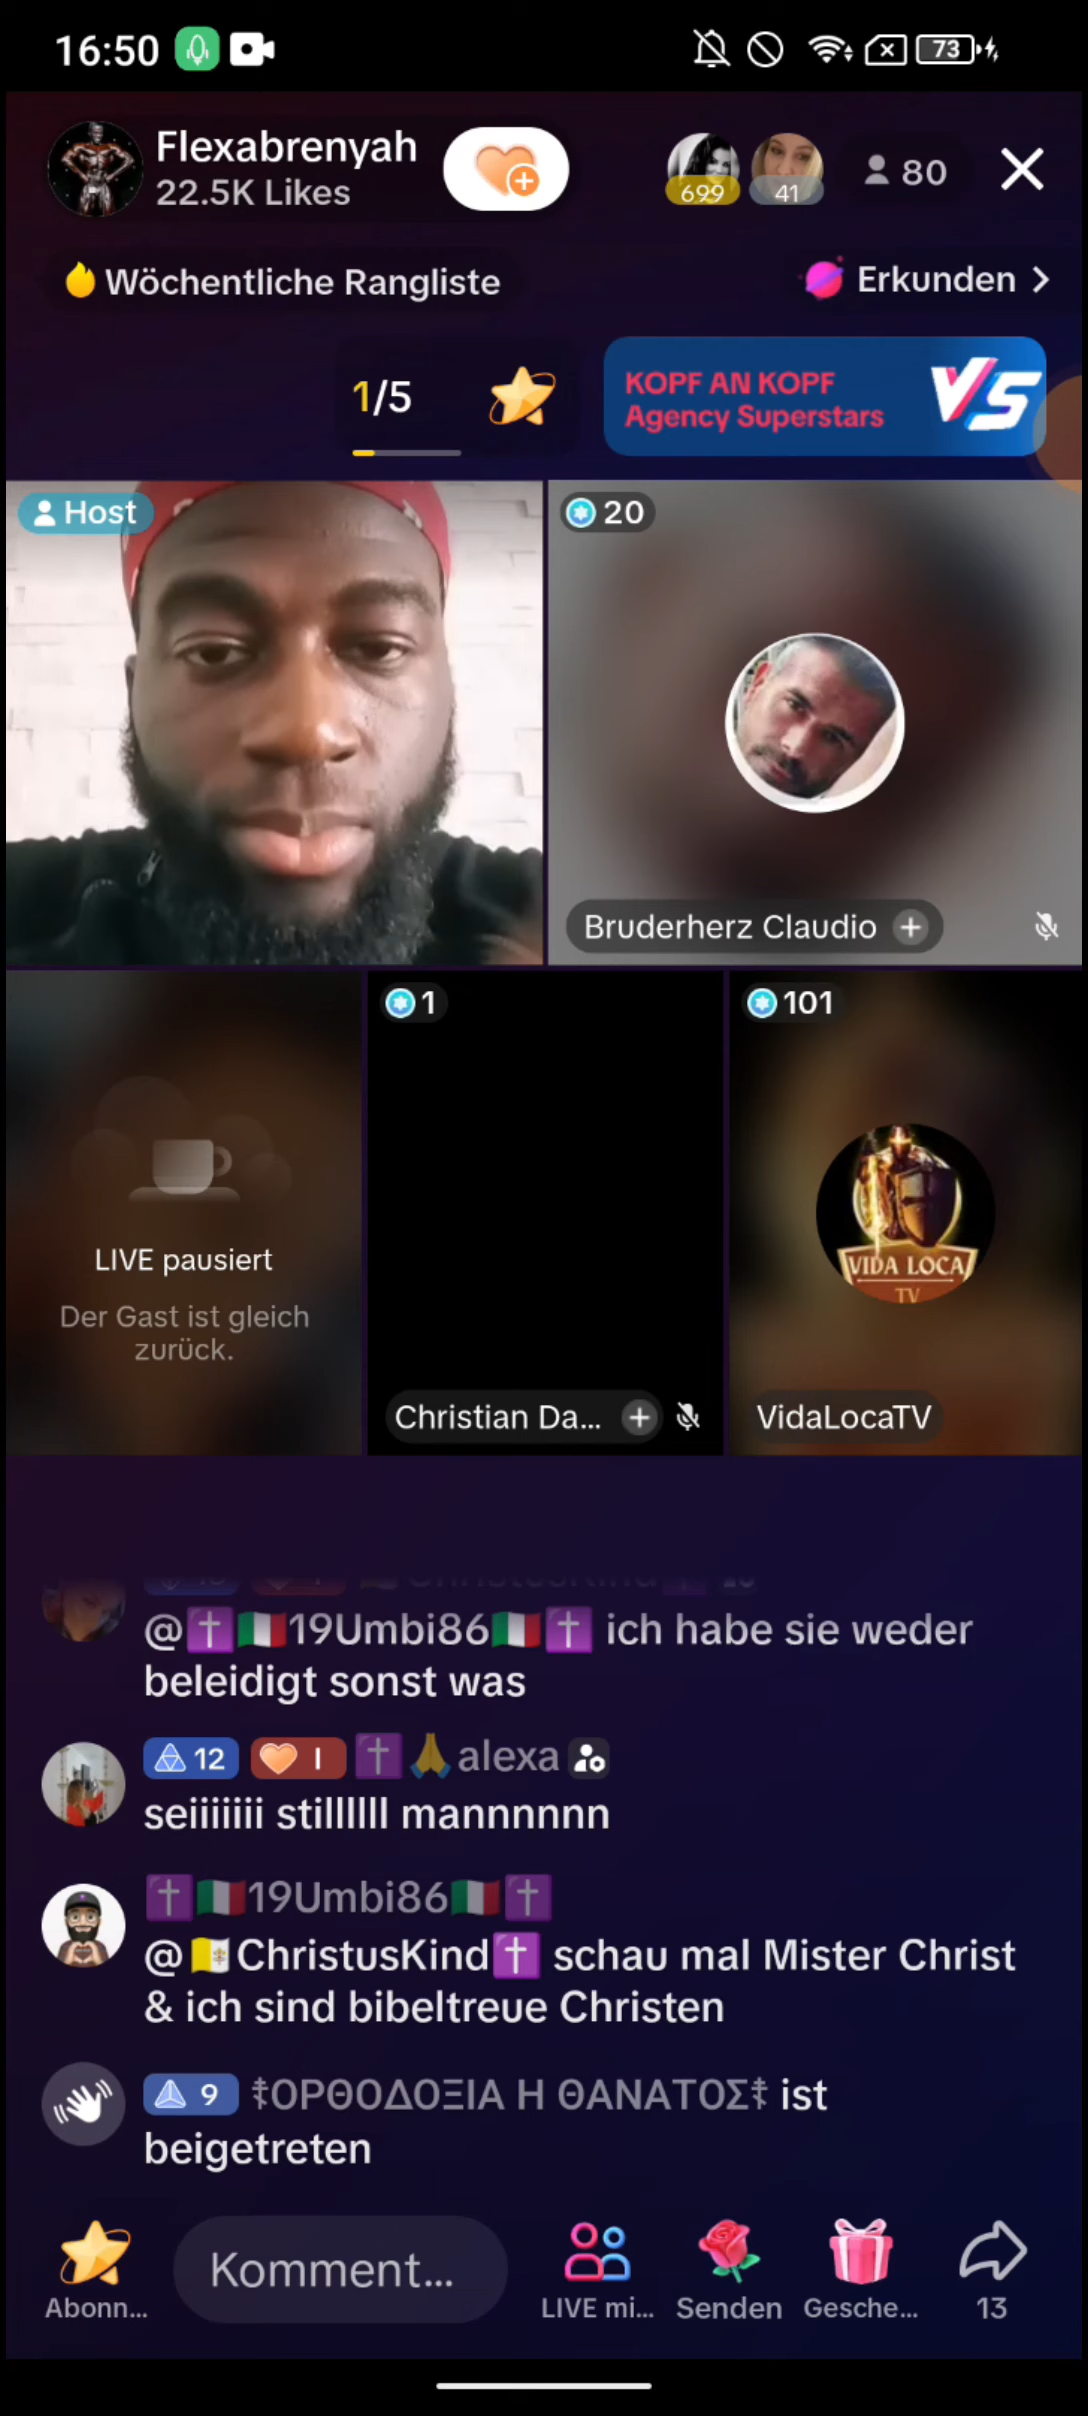 16:50
73
Flexabrenyah
22.5K Likes
699
41
80
Wöchentliche Rangliste
Erkunden
1/5
KOPF AN KOPF
Agency Superstars
VS
Host
20
Bruderherz Claudio
LIVE pausiert
Der Gast ist gleich
zurück.
1
Christian Da...
101
VIDA LOCA
TV
VidaLocaTV
@✝️🇮🇹19Umbi86🇮🇹✝️ ich habe sie weder
beleidigt sonst was
12 I ✝️🙏alexa
seiiiiiii stillllll mannnnnn
✝️🇮🇹19Umbi86🇮🇹✝️
@🇻🇦ChristusKind✝️ schau mal Mister Christ
& ich sind bibeltreue Christen
9 ☨ΟΡΘΟΔΟΞΙΑ Η ΘΑΝΑΤΟΣ☨ ist
beigetreten
Abonn...
Komment...
LIVE mi...
Senden
Gesche...
13